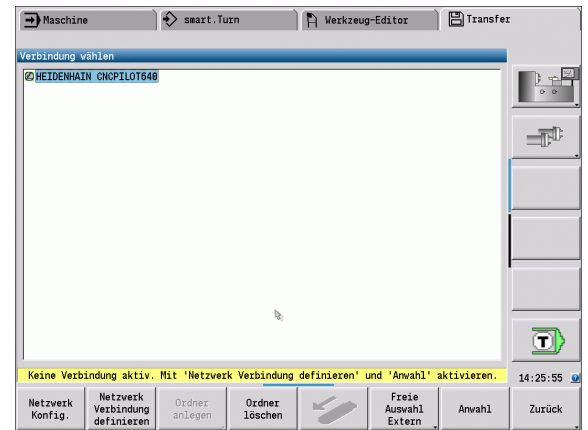 Maschine
smart.Turn
Werkzeug-Editor
Transfer
Verbindung wählen
HEIDENHAIN CNCPILOT640
T
Keine Verbindung aktiv. Mit 'Netzwerk Verbindung definieren' und 'Anwahl' aktivieren.
14:25:55
Netzwerk
Konfig.
Netzwerk
Verbindung
definieren
Ordner
anlegen
Ordner
löschen
Freie
Auswahl
Extern
Anwahl
Zurück